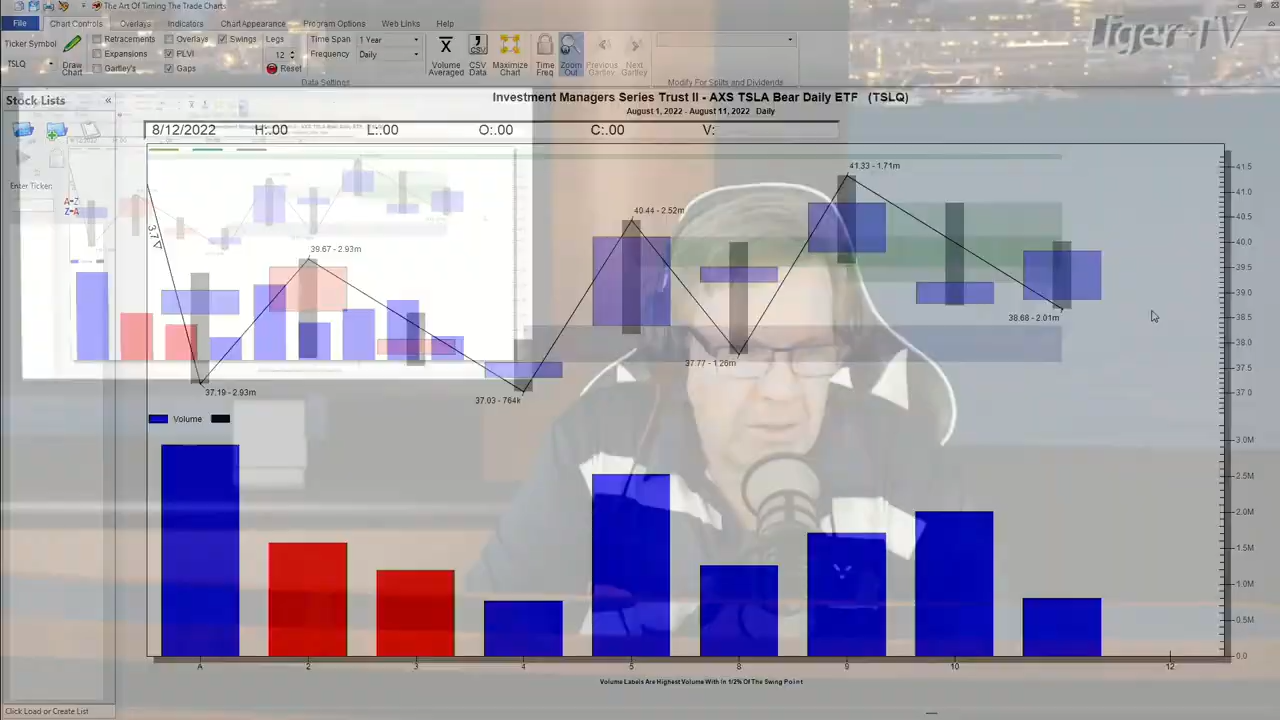 The Art Of Timing The Trade Charts
Tiger-TV
File Chart Controls Overlays Indicators Chart Appearance Program Options Web Links Help
Ticker Symbol
TSLQ
Draw
Chart
Retracements Overlays Swings Legs
Expansions PLVI 12
Gartley's Gaps Reset
Time Span 1 Year
Frequency Daily
Data Settings
Volume
Averaged
CSV
Data
Maximize
Chart
Time
Freq
Zoom
Out
Previous
Gartley
Next
Gartley
Modify For Splits and Dividends
Stock Lists «
Enter Ticker:
A-Z
Z-A
Investment Managers Series Trust II - AXS TSLA Bear Daily ETF (TSLQ)
August 1, 2022 - August 11, 2022 Daily
8/12/2022 H:.00 L:.00 O:.00 C:.00 V:
41.33 - 1.71m
40.44 - 2.52m
39.67 - 2.93m
38.68 - 2.01m
37.77 - 1.26m
37.19 - 2.93m
37.03 - 764k
41.5
41.0
40.5
40.0
39.5
39.0
38.5
38.0
37.5
37.0
Volume
3.0M
2.5M
2.0M
1.5M
1.0M
0.5M
0.0
A 2 3 4 5 8 9 10 12
Volume Labels Are Highest Volume With In 1/2% Of The Swing Point
Click Load or Create List